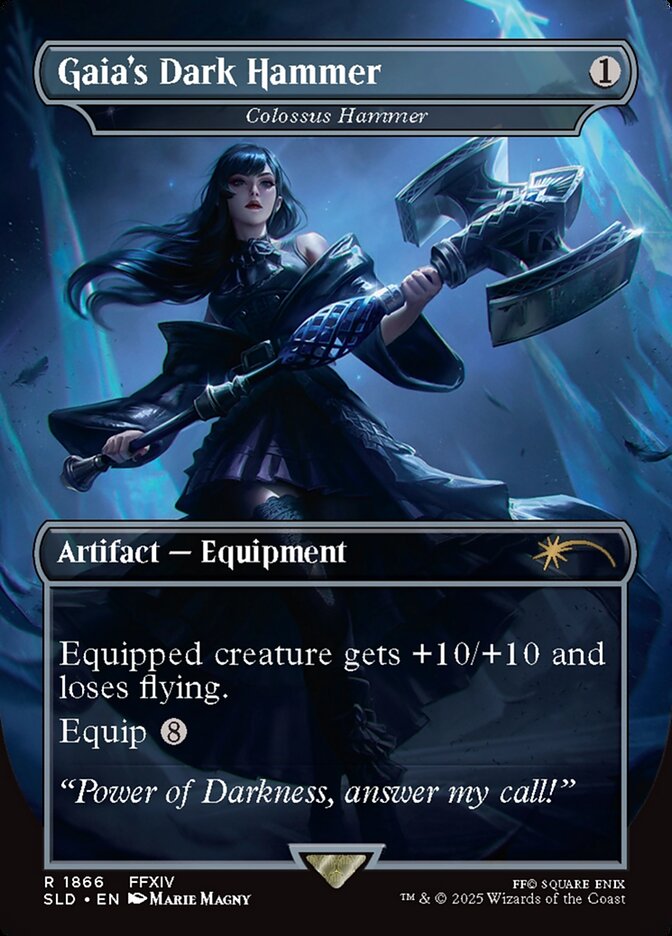 Gaia's Dark Hammer 1
Colossus Hammer
Artifact — Equipment
Equipped creature gets +10/+10 and
loses flying.
Equip 8
“Power of Darkness, answer my call!”
R 1866 FFXIV
SLD • EN Marie Magny
FF© SQUARE ENIX
™ & © 2025 Wizards of the Coast